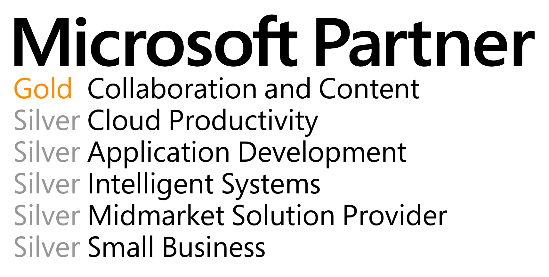 Microsoft Partner
Gold Collaboration and Content
Silver Cloud Productivity
Silver Application Development
Silver Intelligent Systems
Silver Midmarket Solution Provider
Silver Small Business